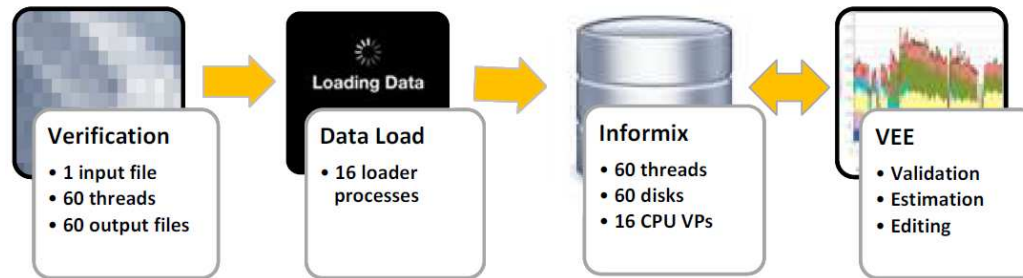 Loading Data
Verification
• 1 input file
• 60 threads
• 60 output files
Data Load
• 16 loader
processes
Informix
• 60 threads
• 60 disks
• 16 CPU VPs
VEE
• Validation
• Estimation
• Editing